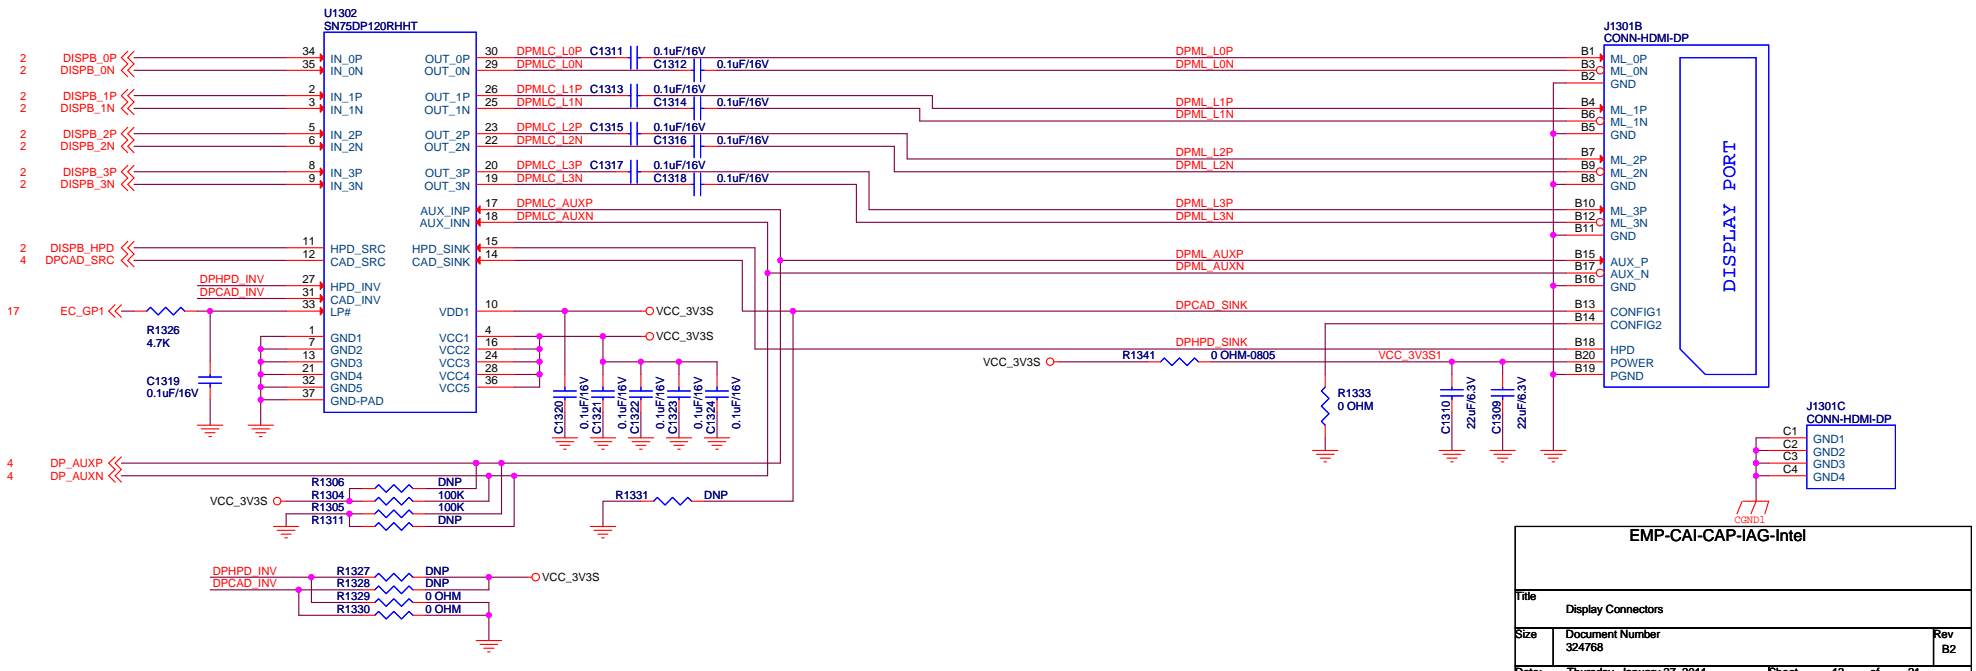 U1302
SN75DP120RHHT
2 DISPB_0P 34 IN_0P OUT_0P 30 DPMLC_L0P C1311 0.1uF/16V DPML_L0P B1 ML_0P
2 DISPB_0N 35 IN_0N OUT_0N 29 DPMLC_L0N C1312 0.1uF/16V DPML_L0N B3 ML_0N
B2 GND
2 DISPB_1P 2 IN_1P OUT_1P 26 DPMLC_L1P C1313 0.1uF/16V DPML_L1P B4 ML_1P
2 DISPB_1N 3 IN_1N OUT_1N 25 DPMLC_L1N C1314 0.1uF/16V DPML_L1N B6 ML_1N
B5 GND
2 DISPB_2P 5 IN_2P OUT_2P 23 DPMLC_L2P C1315 0.1uF/16V DPML_L2P B7 ML_2P
2 DISPB_2N 6 IN_2N OUT_2N 22 DPMLC_L2N C1316 0.1uF/16V DPML_L2N B9 ML_2N
B8 GND
2 DISPB_3P 8 IN_3P OUT_3P 20 DPMLC_L3P C1317 0.1uF/16V DPML_L3P B10 ML_3P
2 DISPB_3N 9 IN_3N OUT_3N 19 DPMLC_L3N C1318 0.1uF/16V DPML_L3N B12 ML_3N
B11 GND
AUX_INP 17 DPMLC_AUXP DPML_AUXP B15 AUX_P
AUX_INN 18 DPMLC_AUXN DPML_AUXN B17 AUX_N
B16 GND
2 DISPB_HPD 11 HPD_SRC HPD_SINK 15
4 DPCAD_SRC 12 CAD_SRC CAD_SINK 14
DPHPD_INV 27 HPD_INV
DPCAD_INV 31 CAD_INV
17 EC_GP1 33 LP# VDD1 10 VCC_3V3S DPCAD_SINK B13 CONFIG1
B14 CONFIG2
R1326
4.7K
1 GND1 VCC1 4 VCC_3V3S
7 GND2 VCC2 16 DPHPD_SINK B18 HPD
13 GND3 VCC3 24 VCC_3V3S R1341 0 OHM-0805 VCC_3V3S1 B20 POWER
21 GND4 VCC4 28 B19 PGND
32 GND5 VCC5 36
37 GND-PAD
C1319
0.1uF/16V
C1320 0.1uF/16V
C1321 0.1uF/16V
C1322 0.1uF/16V
C1323 0.1uF/16V
C1324 0.1uF/16V
R1333
0 OHM
C1310 22uF/6.3V
C1309 22uF/6.3V
J1301B
CONN-HDMI-DP
DISPLAY PORT
J1301C
CONN-HDMI-DP
C1 GND1
C2 GND2
C3 GND3
C4 GND4
CGND1
4 DP_AUXP
4 DP_AUXN
R1306 DNP
VCC_3V3S R1304 100K
R1305 100K
R1311 DNP
R1331 DNP
DPHPD_INV R1327 DNP VCC_3V3S
DPCAD_INV R1328 DNP
R1329 0 OHM
R1330 0 OHM
EMP-CAI-CAP-IAG-Intel
Title
Display Connectors
Size Document Number Rev
324768 B2
Date: Thursday, January 27, 2011 Sheet 13 of 21